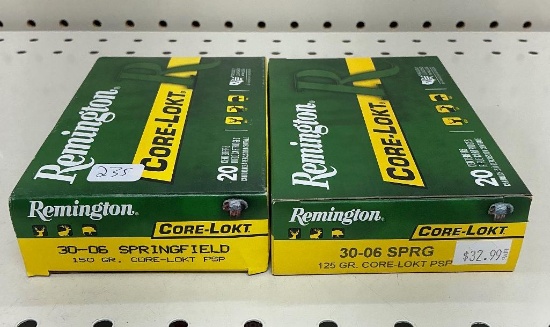 Remington
CORE-LOKT
20
235
Remington
CORE-LOKT
30-06 SPRINGFIELD
150 GR. CORE-LOKT PSP
Remington
CORE-LOKT
20
Remington
CORE-LOKT
30-06 SPRG
125 GR. CORE-LOKT PSP
$32.99